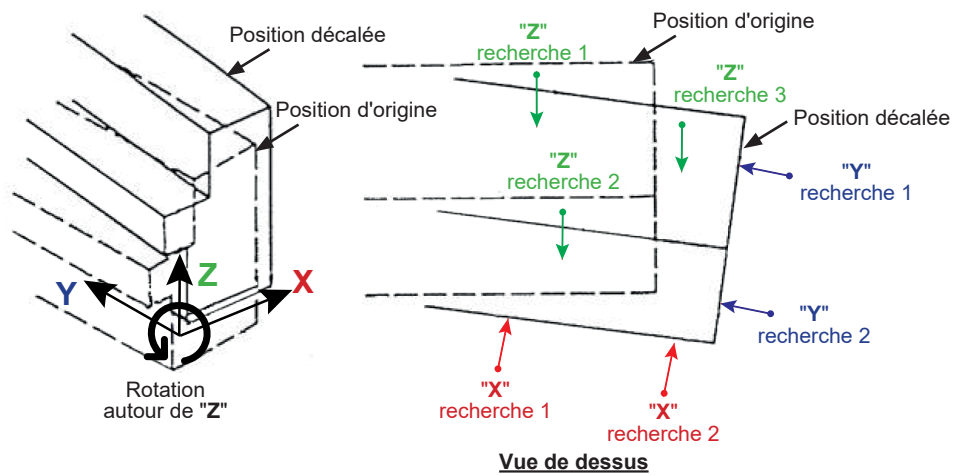 Position décalée
Position d'origine
Z
X
Y
Rotation
autour de "Z"
"Z"
recherche 1
Position d'origine
"Z"
recherche 3
Position décalée
"Z"
recherche 2
"Y"
recherche 1
"Y"
recherche 2
"X"
recherche 1
"X"
recherche 2
Vue de dessus